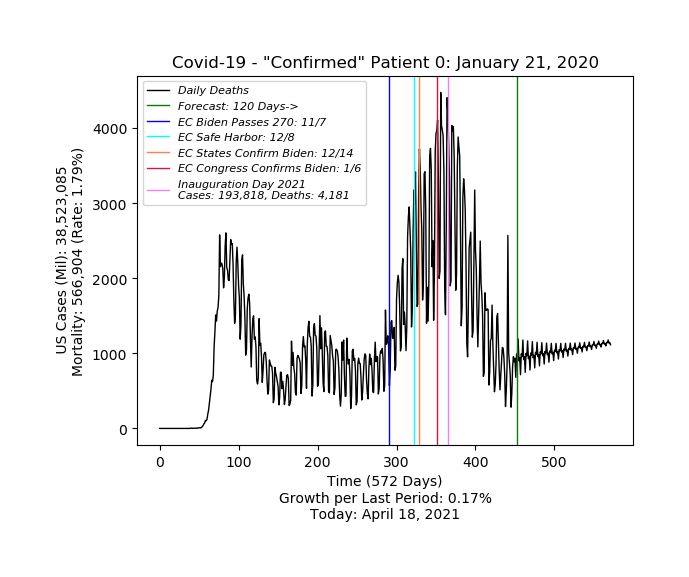 Covid-19 - "Confirmed" Patient 0: January 21, 2020
Daily Deaths
Forecast: 120 Days->
EC Biden Passes 270: 11/7
EC Safe Harbor: 12/8
EC States Confirm Biden: 12/14
EC Congress Confirms Biden: 1/6
Inauguration Day 2021
Cases: 193,818, Deaths: 4,181
US Cases (Mil): 38,523,085
Mortality: 566,904 (Rate: 1.79%)
4000
3000
2000
1000
0
0 100 200 300 400 500
Time (572 Days)
Growth per Last Period: 0.17%
Today: April 18, 2021